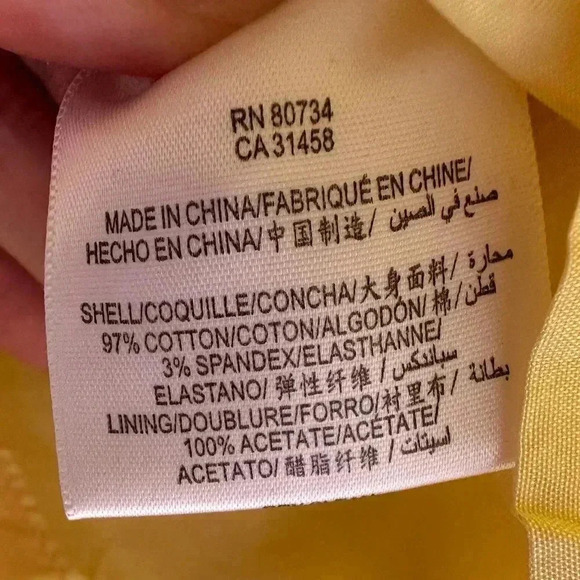 RN 80734
CA 31458
MADE IN CHINA/FABRIQUÉ EN CHINE/
HECHO EN CHINA/中国制造/ صنع في الصين
SHELL/COQUILLE/CONCHA/大身面料/ محارة
97% COTTON/COTON/ALGODÓN/棉/ قطن/
3% SPANDEX/ELASTHANNE/
ELASTANO/弹性纤维/ سباندكس/
LINING/DOUBLURE/FORRO/衬里布/ بطانة/
100% ACETATE/ACÉTATE/
ACETATO/醋脂纤维/ اسيتات